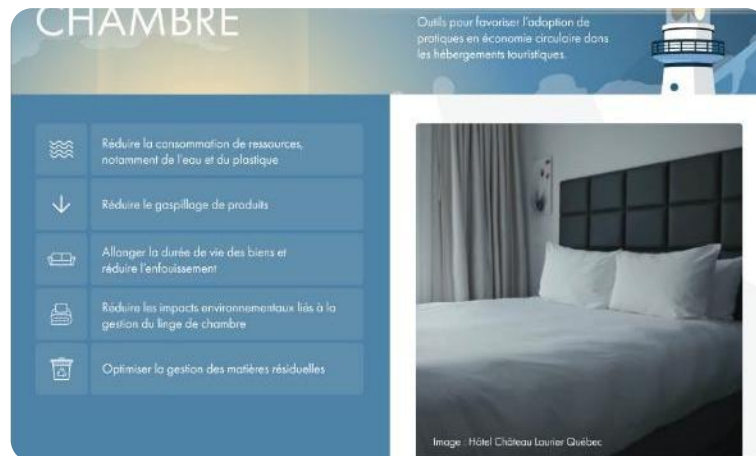 CHAMBRE
Outils pour favoriser l'adoption de
pratiques en économie circulaire dans
les hébergements touristiques.
Réduire la consommation de ressources,
notamment de l'eau et du plastique
Réduire le gaspillage de produits
Allonger la durée de vie des biens et
réduire l'enfouissement
Réduire les impacts environnementaux liés à la
gestion du linge de chambre
Optimiser la gestion des matières résiduelles
Image : Hôtel Château Laurier Québec